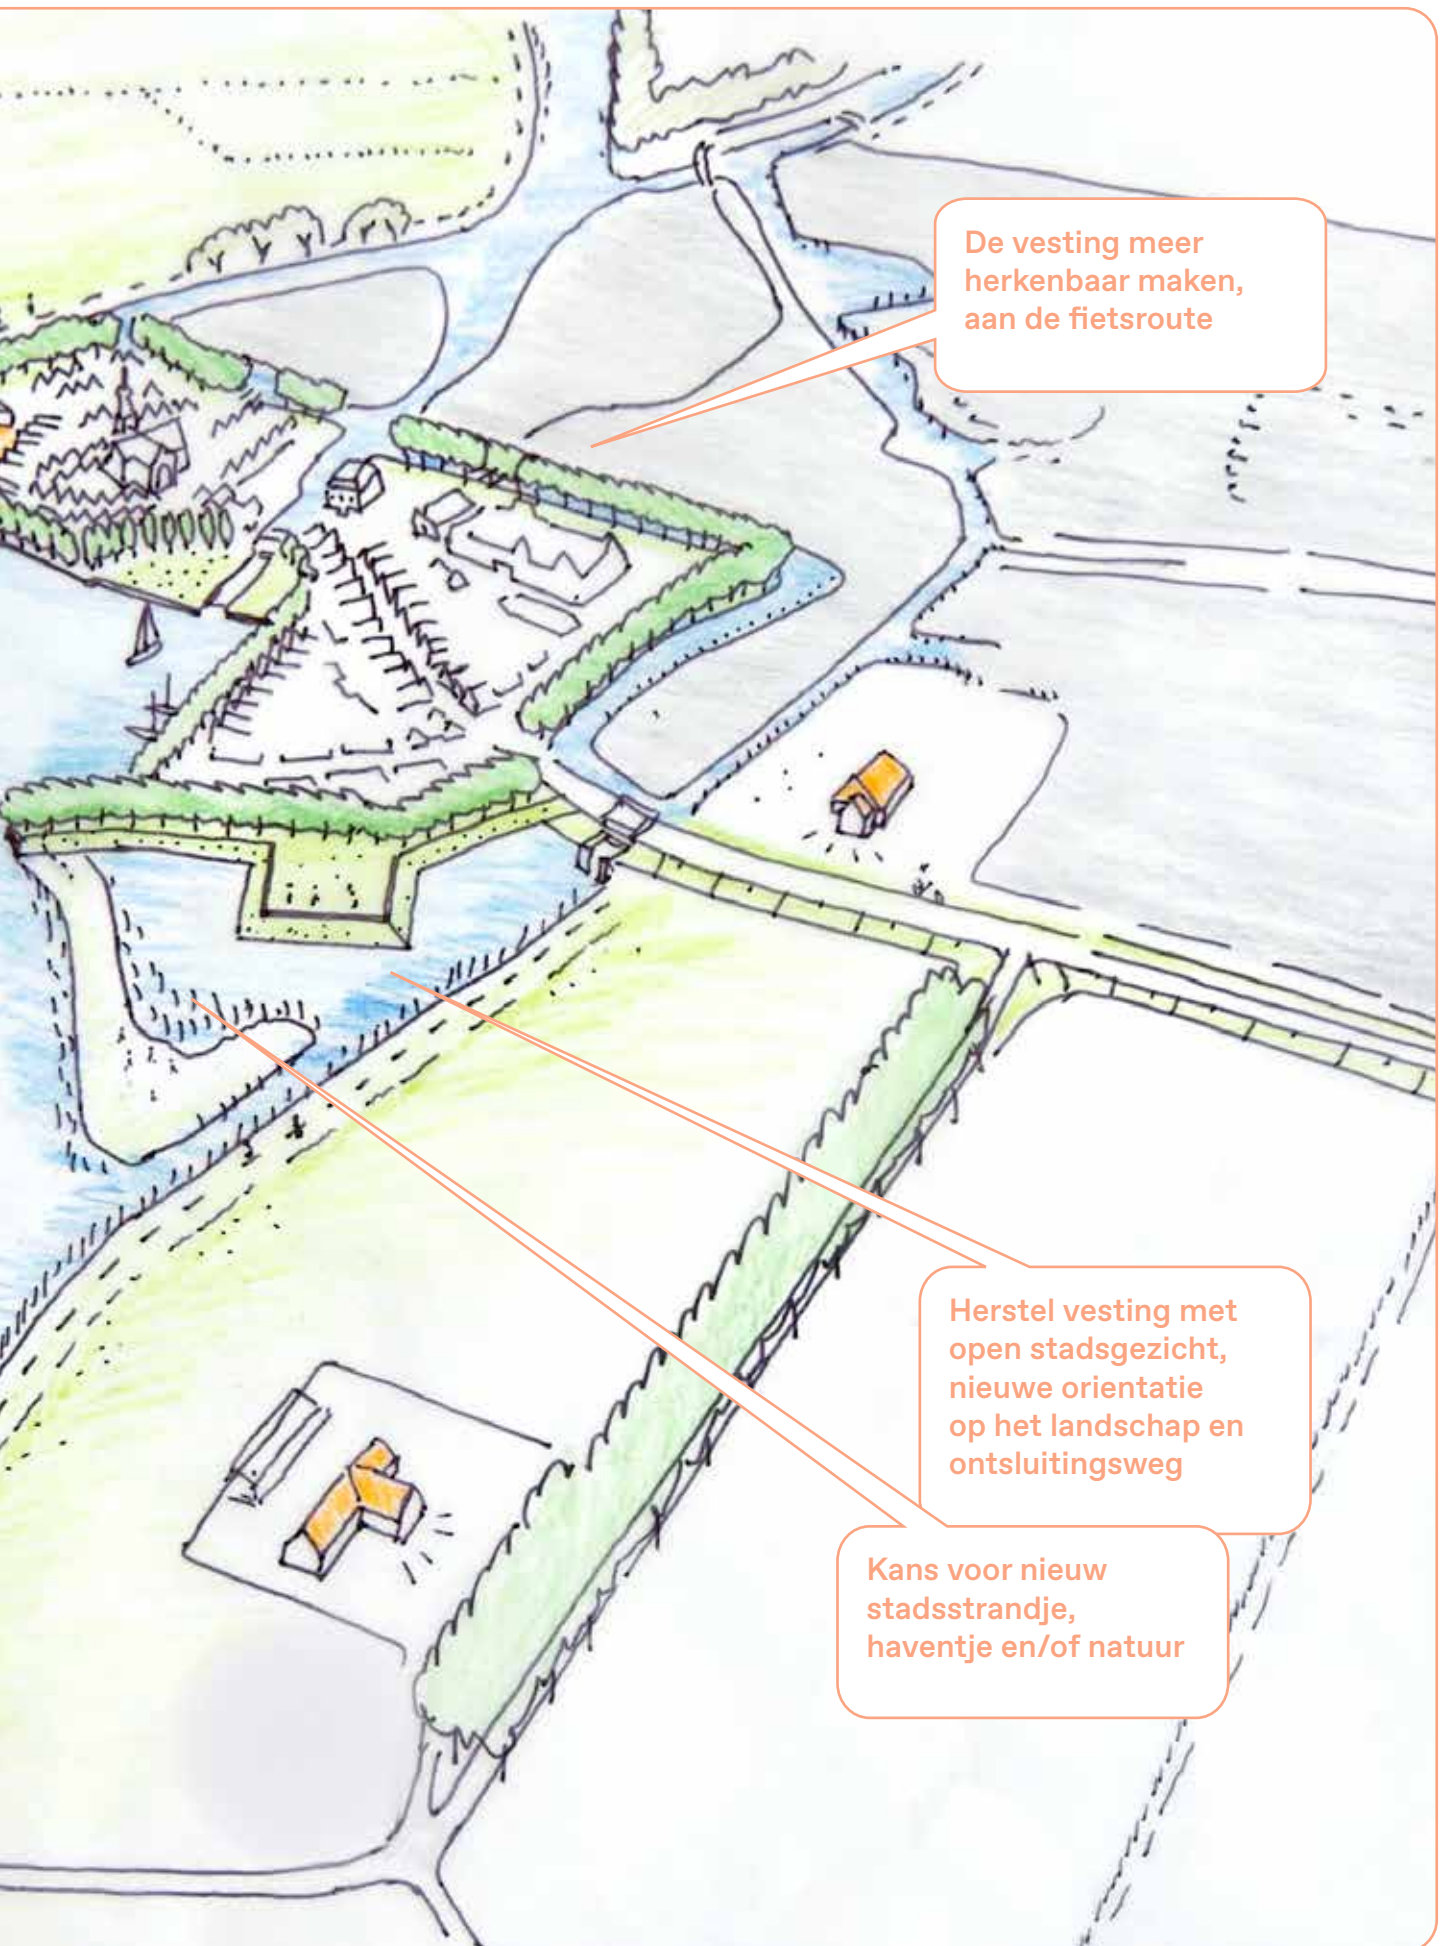 De vesting meer
herkenbaar maken,
aan de fietsroute
Herstel vesting met
open stadsgezicht,
nieuwe orientatie
op het landschap en
ontsluitingsweg
Kans voor nieuw
stadsstrandje,
haventje en/of natuur